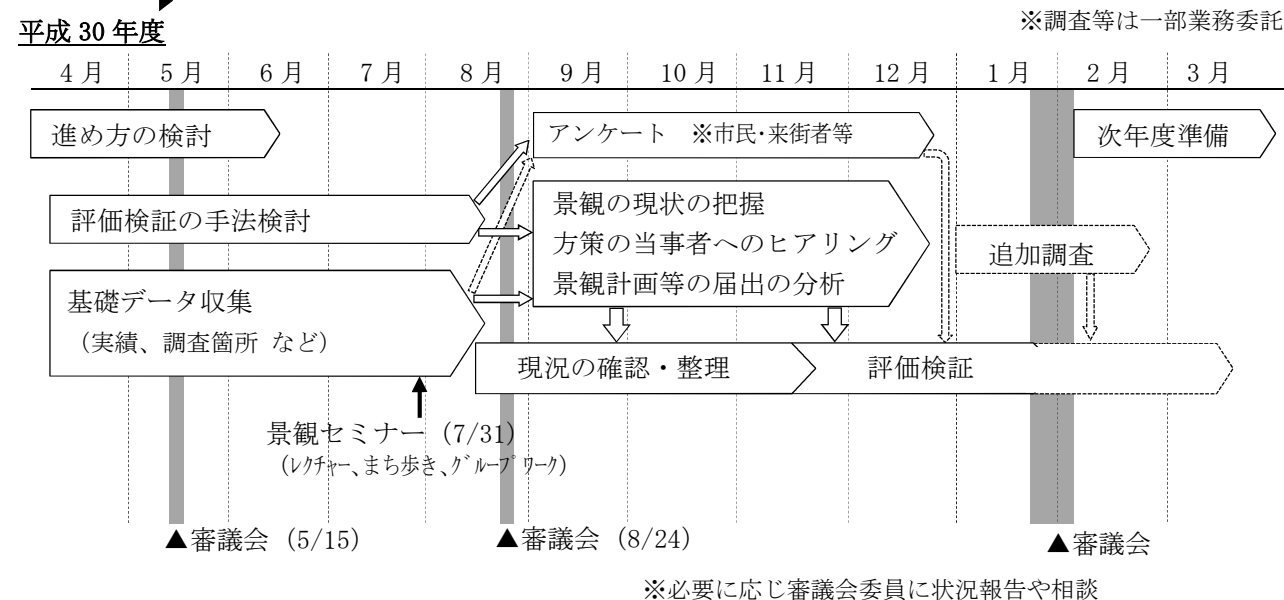 ※調査等は一部業務委託
平成 30 年度
4 月 5 月 6 月 7 月 8 月 9 月 10 月 11 月 12 月 1 月 2 月 3 月
進め方の検討
アンケート ※市民･来街者等
次年度準備
評価検証の手法検討
景観の現状の把握
方策の当事者へのヒアリング
景観計画等の届出の分析
追加調査
基礎データ収集
（実績、調査箇所 など）
現況の確認・整理
評価検証
景観セミナー（7/31）
（ﾚｸﾁｬｰ、まち歩き、ｸﾞﾙｰﾌﾟﾜｰｸ）
▲審議会（5/15）
▲審議会（8/24）
▲審議会
※必要に応じ審議会委員に状況報告や相談